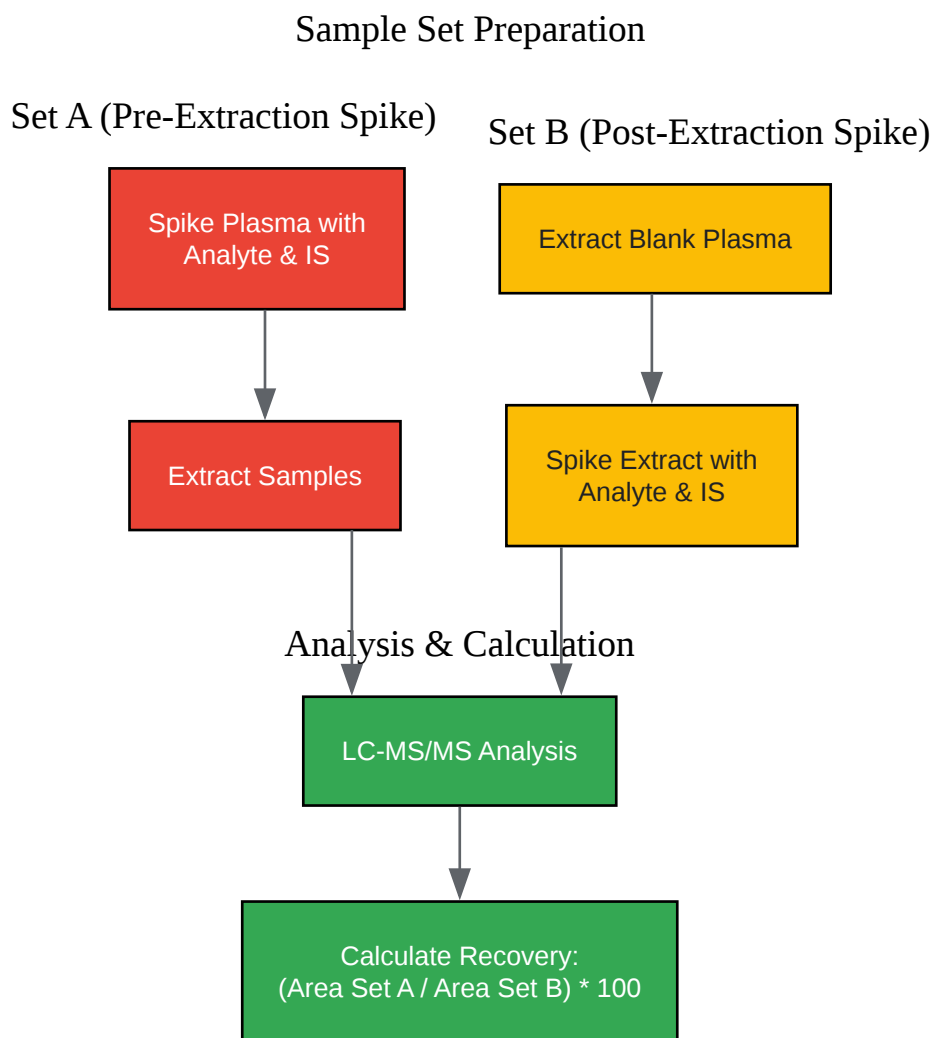 Sample Set Preparation
Set A (Pre-Extraction Spike)
Set B (Post-Extraction Spike)
Spike Plasma with
Analyte & IS
Extract Blank Plasma
Extract Samples
Spike Extract with
Analyte & IS
Analysis & Calculation
LC-MS/MS Analysis
Calculate Recovery:
(Area Set A / Area Set B) * 100